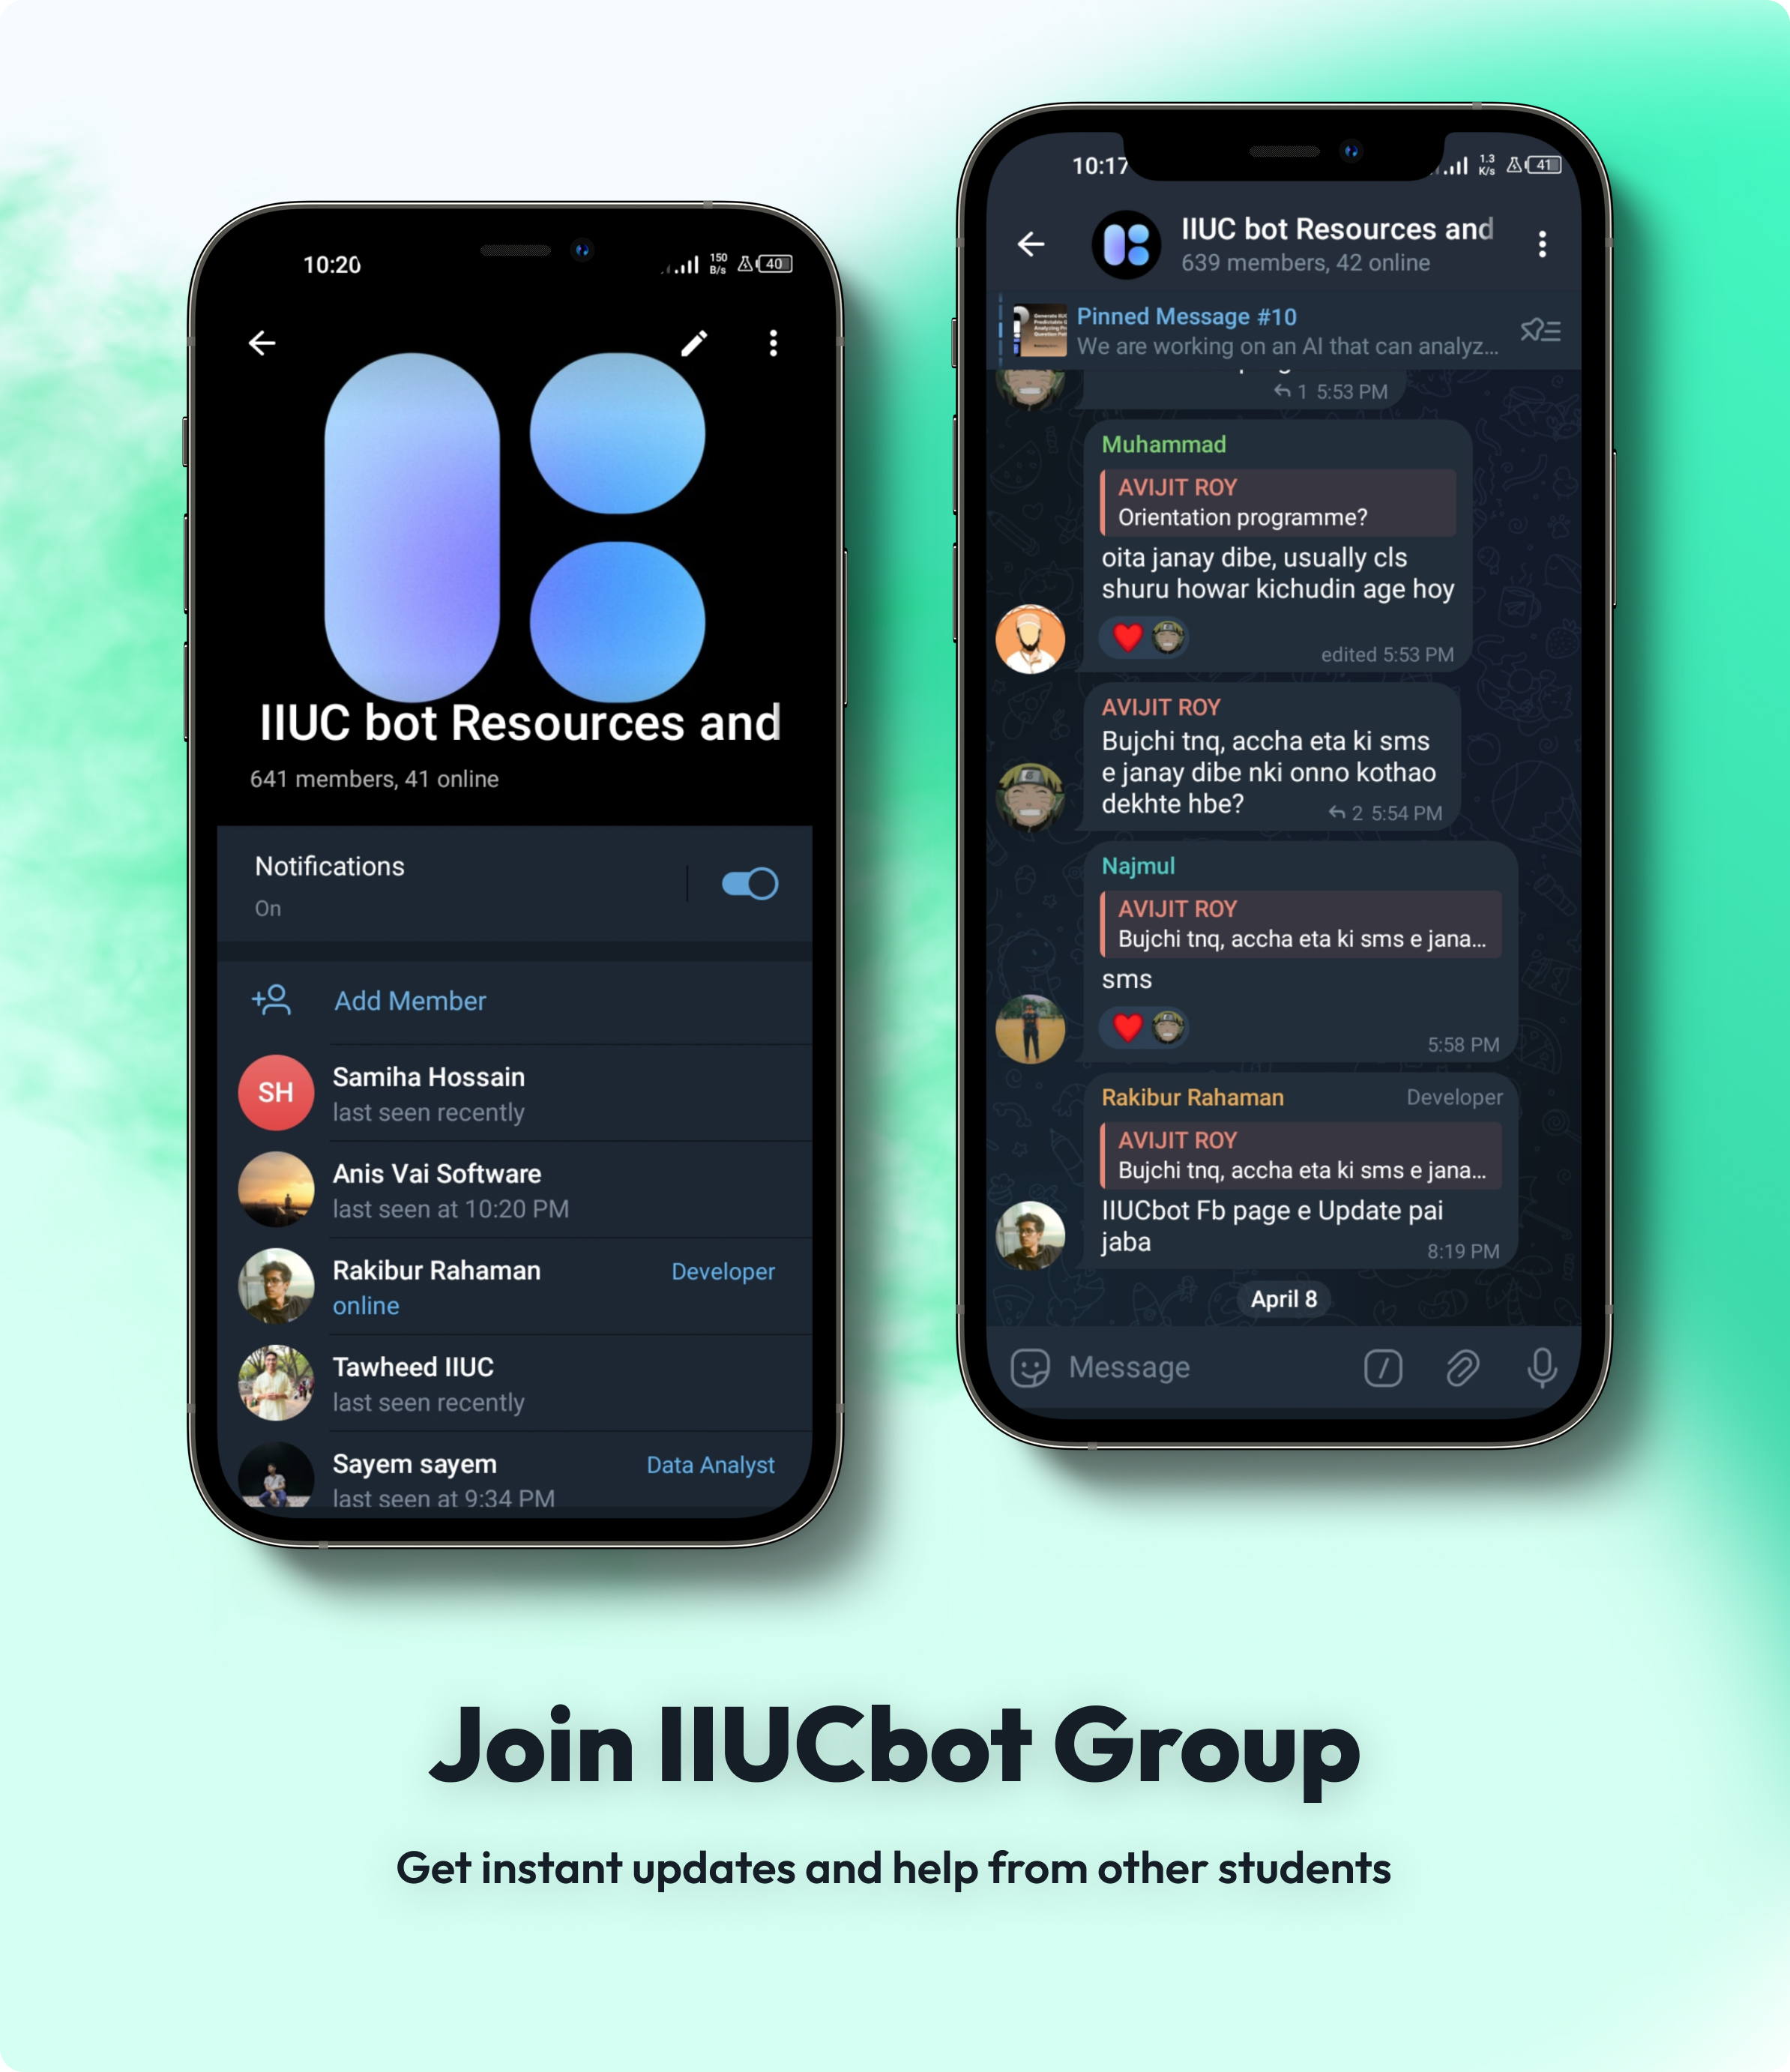 10:20
150
B/s
40
IIUC bot Resources and
641 members, 41 online
Notifications
On
Add Member
SH
Samiha Hossain
last seen recently
Anis Vai Software
last seen at 10:20 PM
Rakibur Rahaman
Developer
online
Tawheed IIUC
last seen recently
Sayem sayem
Data Analyst
last seen at 9:34 PM
10:17
1.3
K/s
41
IIUC bot Resources and
639 members, 42 online
Pinned Message #10
We are working on an AI that can analyz...
1 5:53 PM
Muhammad
AVIJIT ROY
Orientation programme?
oita janay dibe, usually cls
shuru howar kichudin age hoy
edited 5:53 PM
AVIJIT ROY
Bujchi tnq, accha eta ki sms
e janay dibe nki onno kothao
dekhte hbe?
2 5:54 PM
Najmul
AVIJIT ROY
Bujchi tnq, accha eta ki sms e jana...
sms
5:58 PM
Rakibur Rahaman
Developer
AVIJIT ROY
Bujchi tnq, accha eta ki sms e jana...
IIUCbot Fb page e Update pai
jaba
8:19 PM
April 8
Message
Join IIUCbot Group
Get instant updates and help from other students